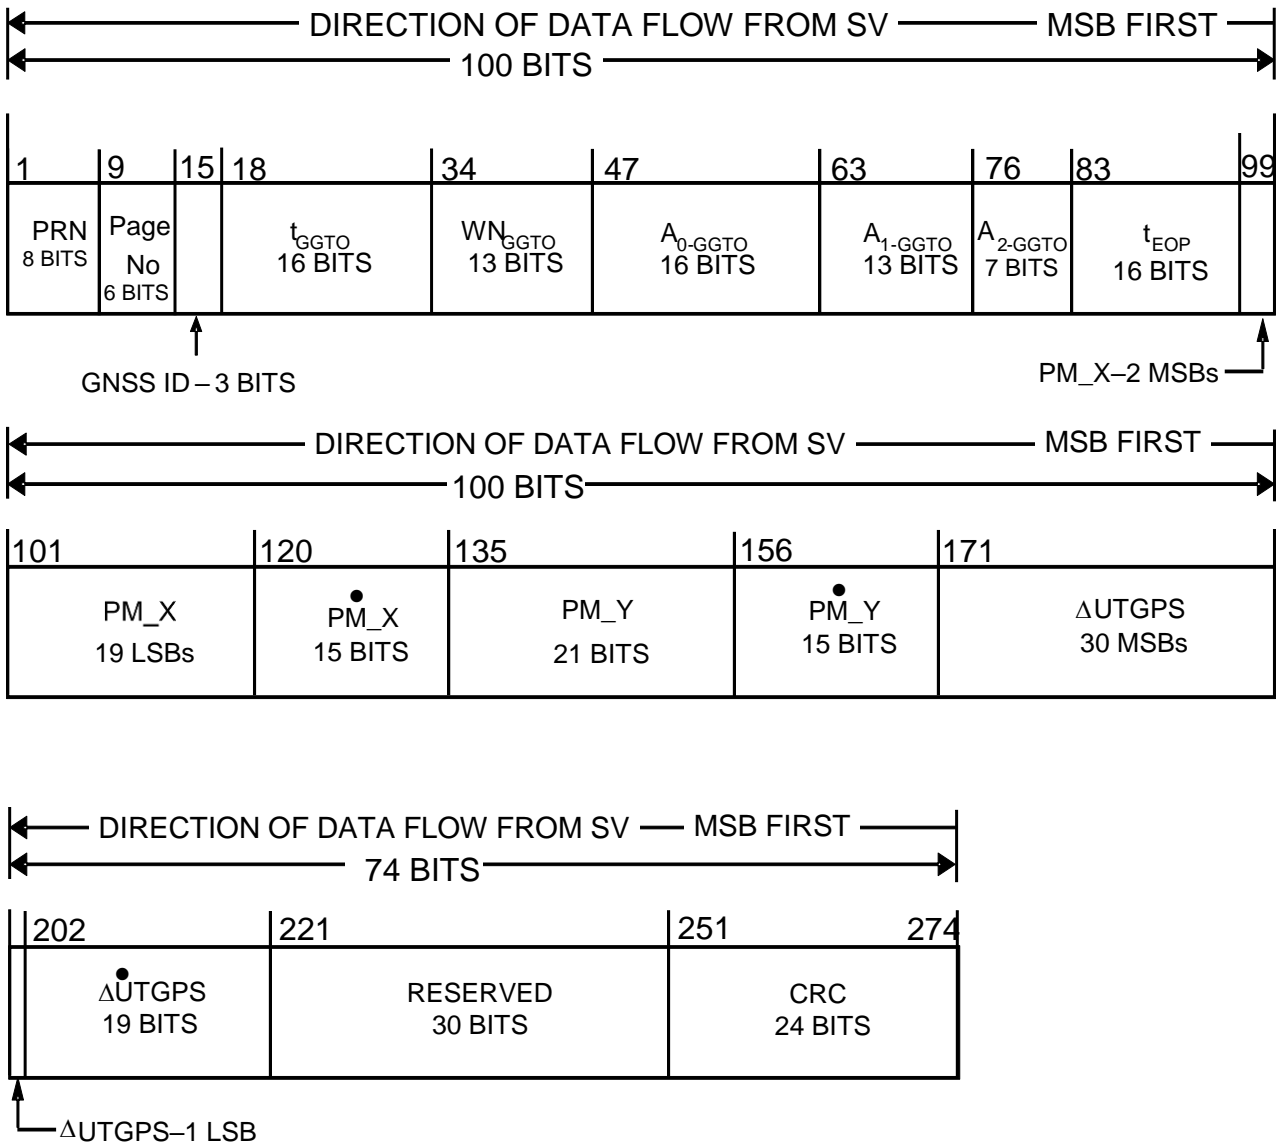 DIRECTION OF DATA FLOW FROM SV MSB FIRST
100 BITS
1 9 15 18 34 47 63 76 83 99
PRN
8 BITS
Page
No
6 BITS
tGGTO
16 BITS
WNGGTO
13 BITS
A0-GGTO
16 BITS
A1-GGTO
13 BITS
A2-GGTO
7 BITS
tEOP
16 BITS
GNSS ID – 3 BITS
PM_X–2 MSBs
DIRECTION OF DATA FLOW FROM SV MSB FIRST
100 BITS
101 120 135 156 171
PM_X
19 LSBs
PM_X
15 BITS
PM_Y
21 BITS
PM_Y
15 BITS
ΔUTGPS
30 MSBs
DIRECTION OF DATA FLOW FROM SV MSB FIRST
74 BITS
202 221 251 274
ΔUTGPS
19 BITS
RESERVED
30 BITS
CRC
24 BITS
ΔUTGPS–1 LSB